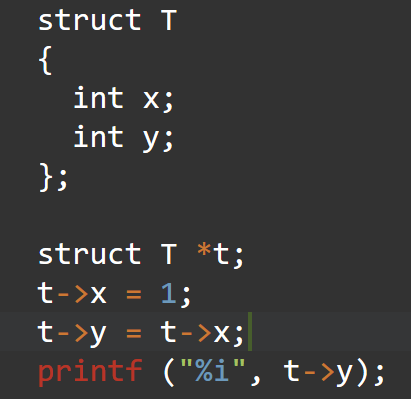 struct T
{
  int x;
  int y;
};

struct T *t;
t->x = 1;
t->y = t->x;
printf ("%i", t->y);